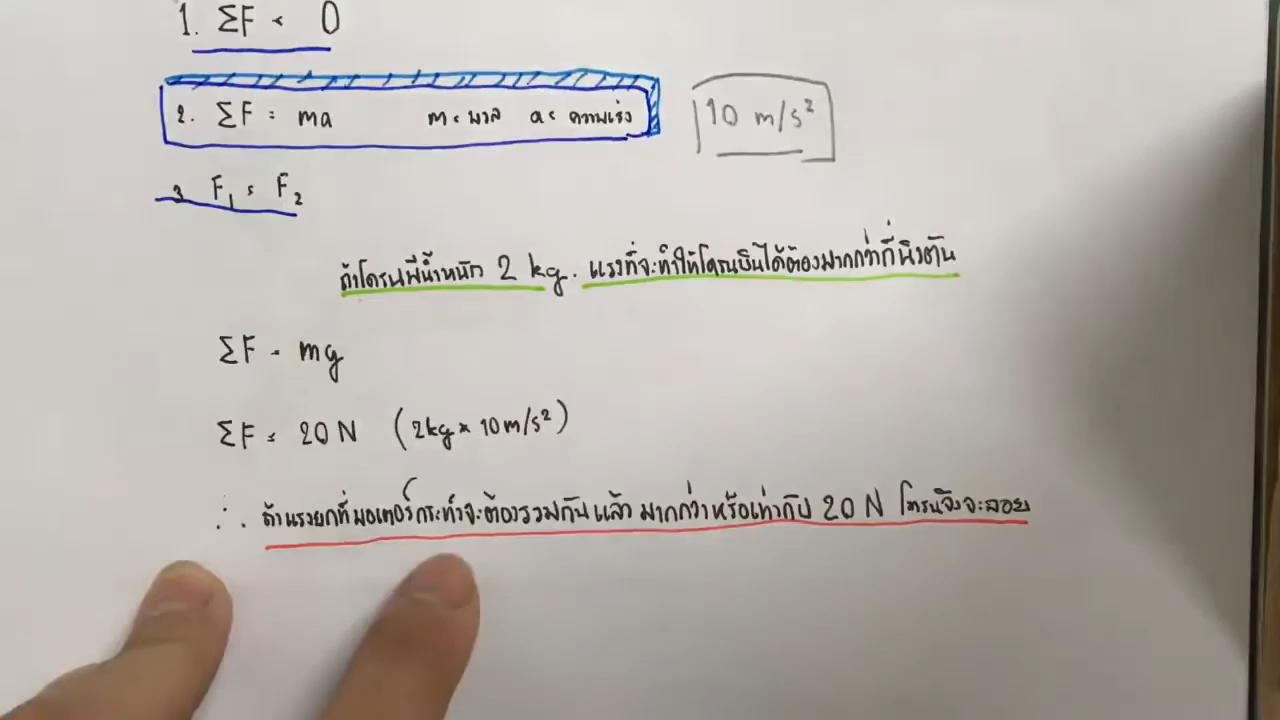 1. ΣF = 0
2. ΣF = ma m = มวล a = ความเร่ง
10 m/s²
3 F₁ = F₂
ถ้าโดรนมีน้ำหนัก 2 kg. แรงที่จะทำให้โดรนบินได้ต้องมากกว่ากี่นิวตัน
ΣF = mg
ΣF = 20 N (2kg × 10 m/s²)
∴ ถ้าแรงยกที่มอเตอร์กระทำจะต้องรวมกันแล้ว มากกว่าหรือเท่ากับ 20 N โดรนจึงจะลอย